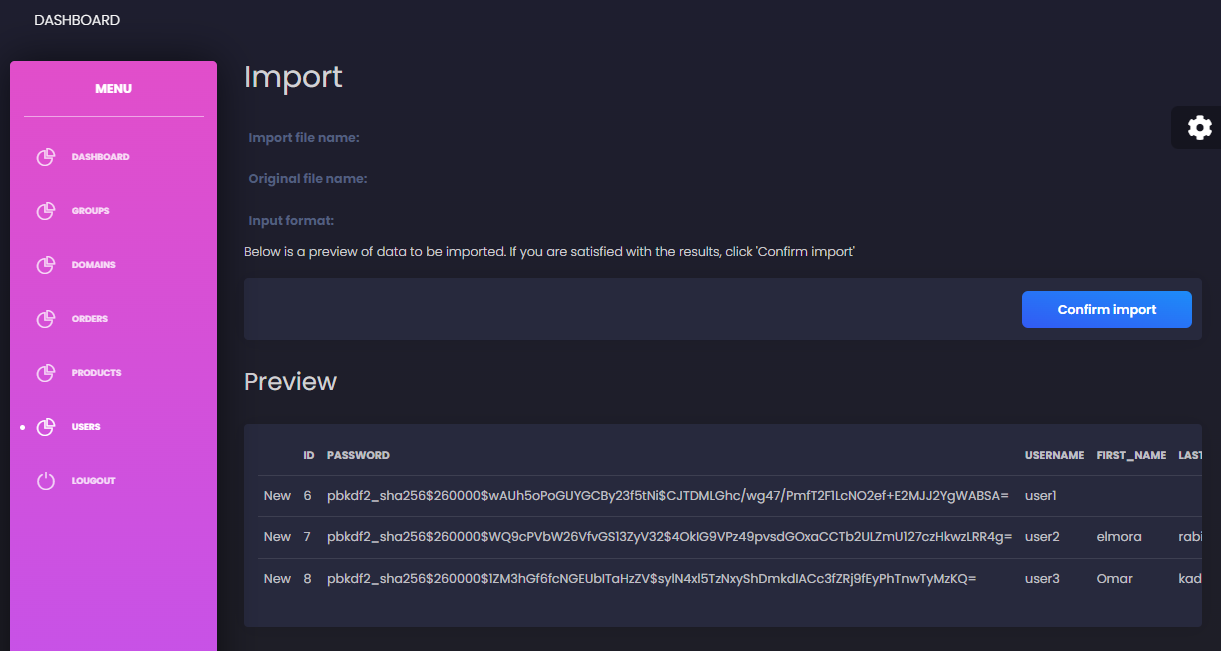 DASHBOARD
MENU
DASHBOARD
GROUPS
DOMAINS
ORDERS
PRODUCTS
USERS
LOUGOUT
Import
Import file name:
Original file name:
Input format:
Below is a preview of data to be imported. If you are satisfied with the results, click 'Confirm import'
Confirm import
Preview
ID PASSWORD USERNAME FIRST_NAME LAST
New 6 pbkdf2_sha256$260000$wAUh5oPoGUYGCBy23f5tNi$CJTDMLGhc/wg47/PmfT2F1LcNO2ef+E2MJJ2YgWABSA= user1
New 7 pbkdf2_sha256$260000$WQ9cPVbW26VfvGS13ZyV32$4OkIG9VPz49pvsdGOxaCCTb2ULZmU127czHkwzLRR4g= user2 elmora rabi
New 8 pbkdf2_sha256$260000$1ZM3hGf6fcNGEUbITaHzZV$sylN4xl5TzNxyShDmkdIACc3fZRj9fEyPhTnwTyMzKQ= user3 Omar kad